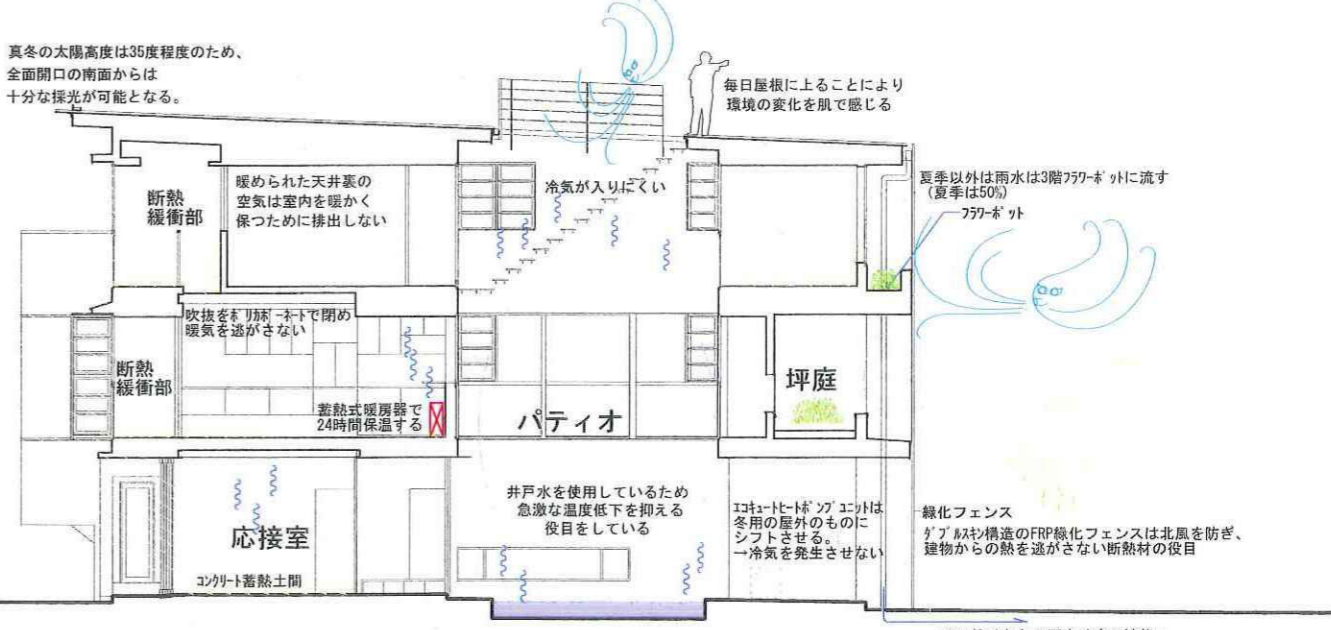 真冬の太陽高度は35度程度のため、
全面開口の南面からは
十分な採光が可能となる。
毎日屋根に上ることにより
環境の変化を肌で感じる
断熱
緩衝部
暖められた天井裏の
空気は室内を暖かく
保つために排出しない
冷気が入りにくい
夏季以外は雨水は3階フラワーポットに流す
(夏季は50%)
フラワーポット
吹抜をポリカボーネートで閉め
暖気を逃がさない
断熱
緩衝部
蓄熱式暖房器で
24時間保温する
パティオ
坪庭
井戸水を使用しているため
急激な温度低下を抑える
役目をしている
エコキュートヒートポンプユニットは
冬用の屋外のものに
シフトさせる。
→冷気を発生させない
緑化フェンス
ダブルスキン構造のFRP緑化フェンスは北風を防ぎ、
建物からの熱を逃がさない断熱材の役目
応接室
コンクリート蓄熱土間